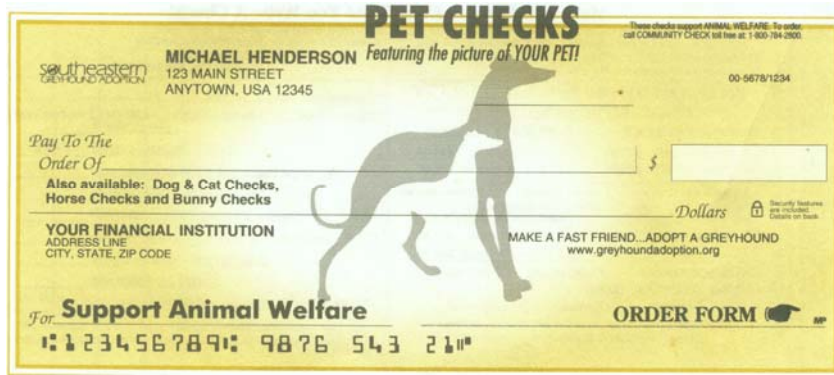 PET CHECKS
Featuring the picture of YOUR PET!
These checks support ANIMAL WELFARE. To order,
call COMMUNITY CHECK toll free at: 1-800-784-2900.
southeastern
GREYHOUND ADOPTION
MICHAEL HENDERSON
123 MAIN STREET
ANYTOWN, USA 12345
00-5678/1234
Pay To The
Order Of
$
Also available: Dog & Cat Checks,
Horse Checks and Bunny Checks
Dollars
Security features
are included.
Details on back
YOUR FINANCIAL INSTITUTION
ADDRESS LINE
CITY, STATE, ZIP CODE
MAKE A FAST FRIEND...ADOPT A GREYHOUND
www.greyhoundadoption.org
For Support Animal Welfare
ORDER FORM
MP
⑆123456789⑆ 9876 543 21⑈